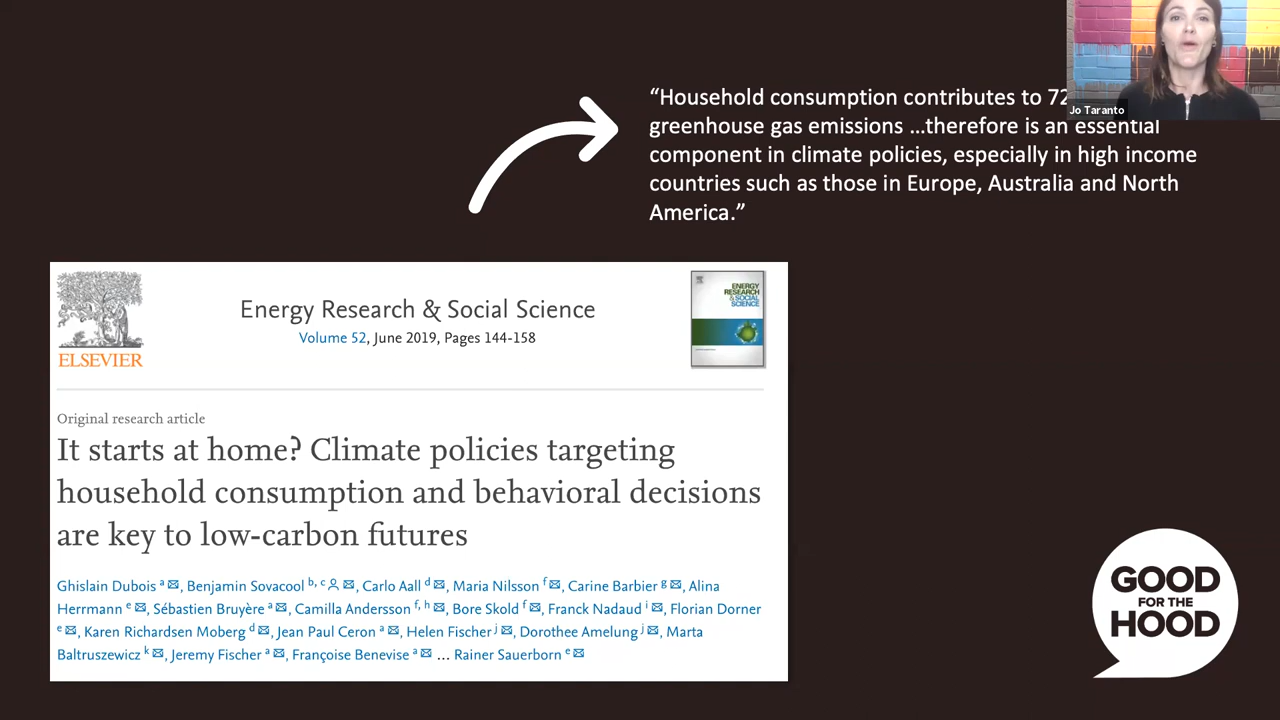 Jo Taranto
“Household consumption contributes to 72
greenhouse gas emissions ...therefore is an essential
component in climate policies, especially in high income
countries such as those in Europe, Australia and North
America.”
ELSEVIER
Energy Research & Social Science
Volume 52, June 2019, Pages 144-158
ENERGY
RESEARCH
& SOCIAL
SCIENCE
Original research article
It starts at home? Climate policies targeting
household consumption and behavioral decisions
are key to low-carbon futures
Ghislain Dubois a, Benjamin Sovacool b, c, Carlo Aall d, Maria Nilsson f, Carine Barbier g, Alina
Herrmann e, Sébastien Bruyère a, Camilla Andersson f, h, Bore Skold f, Franck Nadaud i, Florian Dorner
e, Karen Richardsen Moberg d, Jean Paul Ceron a, Helen Fischer j, Dorothee Amelung j, Marta
Baltruszewicz k, Jeremy Fischer a, Françoise Benevise a ... Rainer Sauerborn e
GOOD
FOR THE
HOOD